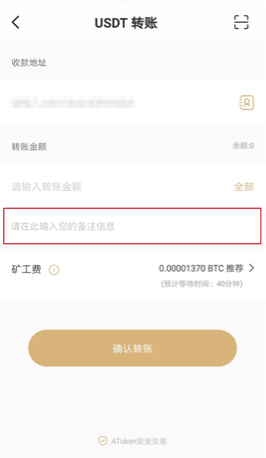 USDT 转账
收款地址
转账金额
余额:0
请输入转账金额
全部
请在此输入您的备注信息
矿工费
0.00001370 BTC 推荐
(预计等待时间：40分钟)
确认转账
AToken安全交易